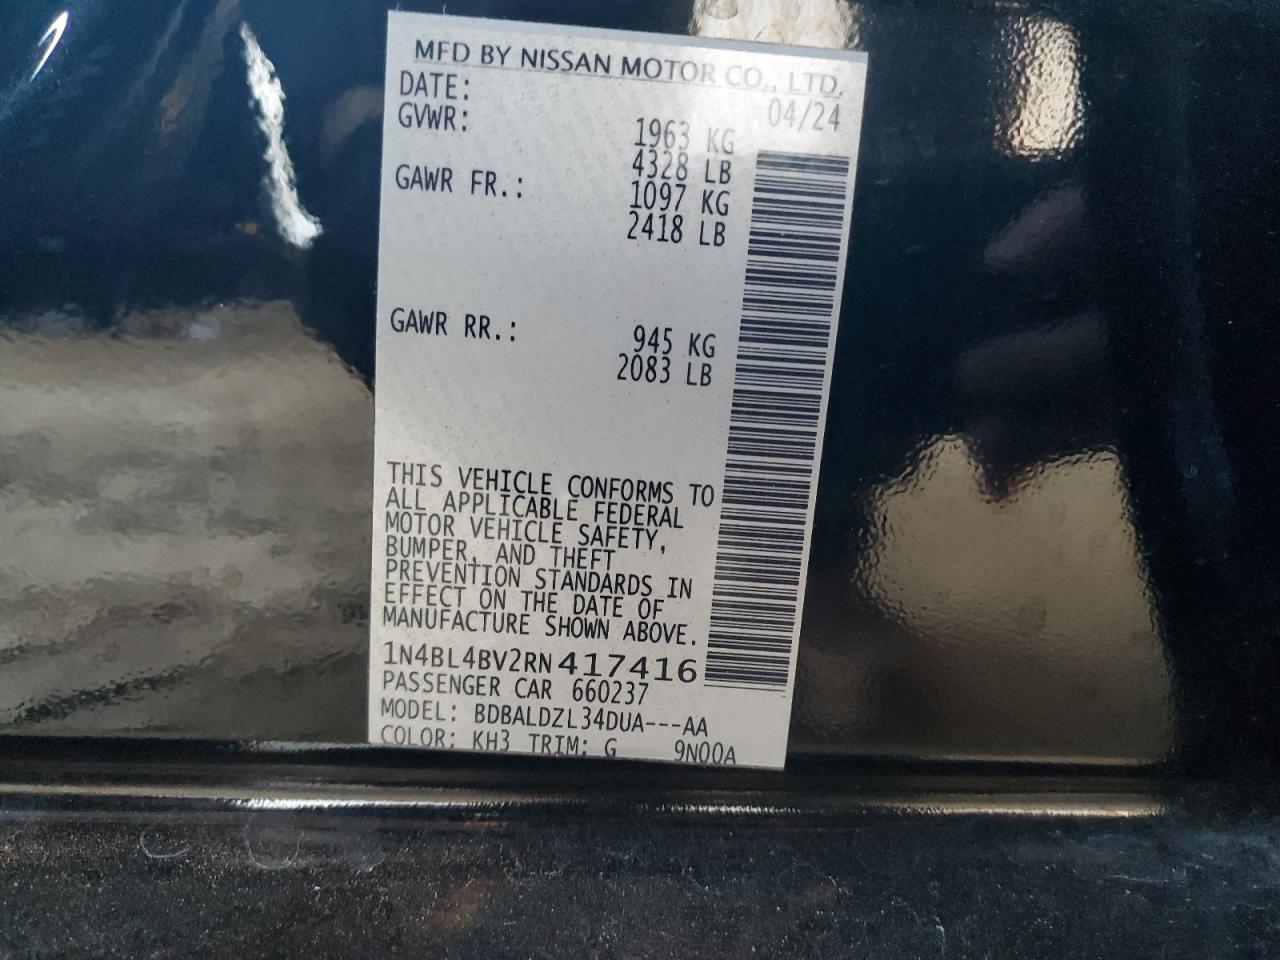 MFD BY NISSAN MOTOR CO., LTD.
DATE: 04/24
GVWR: 1963 KG
4328 LB
GAWR FR.: 1097 KG
2418 LB
GAWR RR.: 945 KG
2083 LB
THIS VEHICLE CONFORMS TO
ALL APPLICABLE FEDERAL
MOTOR VEHICLE SAFETY,
BUMPER, AND THEFT
PREVENTION STANDARDS IN
EFFECT ON THE DATE OF
MANUFACTURE SHOWN ABOVE.
1N4BL4BV2RN417416
PASSENGER CAR 660237
MODEL: BDBALDZL34DUA---AA
COLOR: KH3 TRIM: G 9N00A